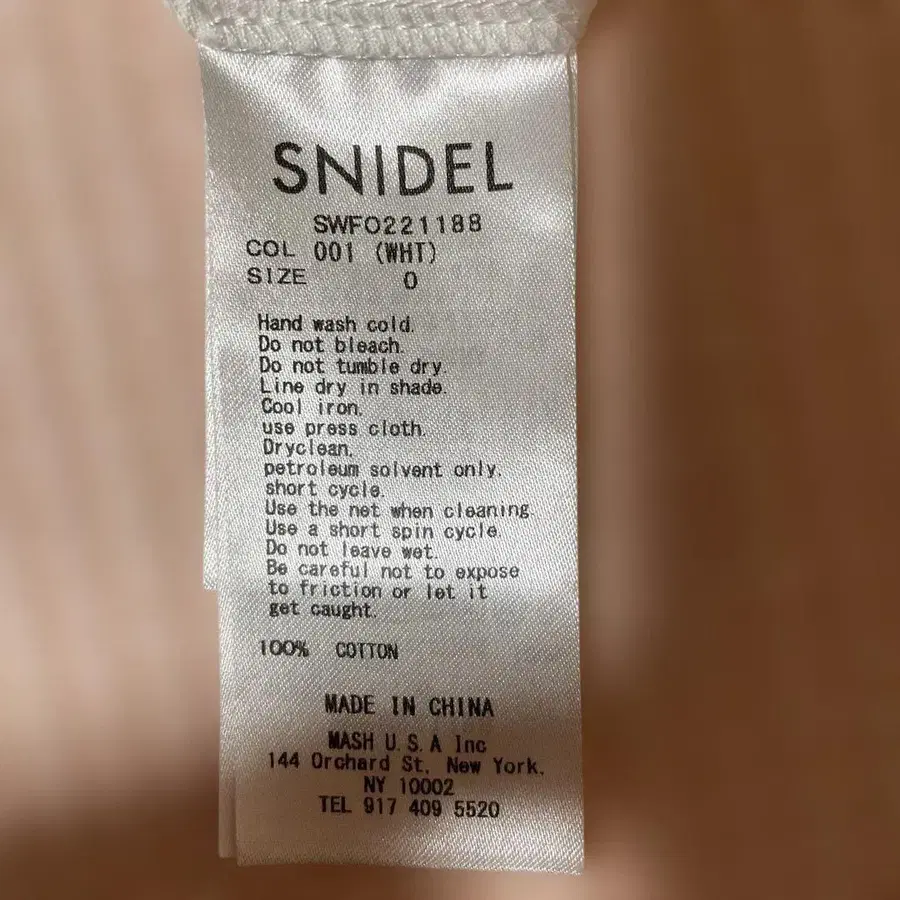 SNIDEL
SWFO221188
COL 001 (WHT)
SIZE 0
Hand wash cold.
Do not bleach.
Do not tumble dry.
Line dry in shade.
Cool iron.
use press cloth.
Dryclean.
petroleum solvent only.
short cycle.
Use the net when cleaning.
Use a short spin cycle.
Do not leave wet.
Be careful not to expose
to friction or let it
get caught.
100% COTTON
MADE IN CHINA
MASH U.S.A Inc
144 Orchard St, New York,
NY 10002
TEL 917 409 5520